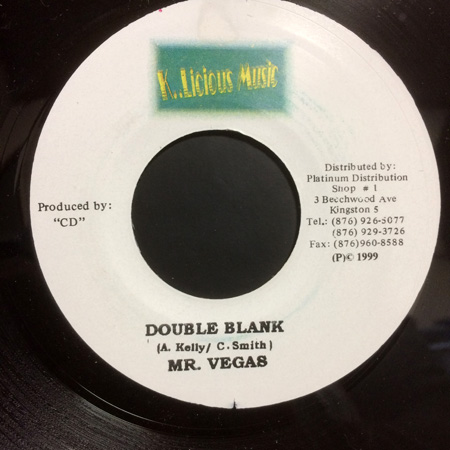 K..Licious Music
Produced by:
"CD"
Distributed by:
Platinum Distribution
Shop # 1
3 Beechwood Ave
Kingston 5
Tel.: (876) 926-5077
(876) 929-3726
Fax: (876)960-8588
(P)© 1999
DOUBLE BLANK
(A. Kelly/ C. Smith)
MR. VEGAS